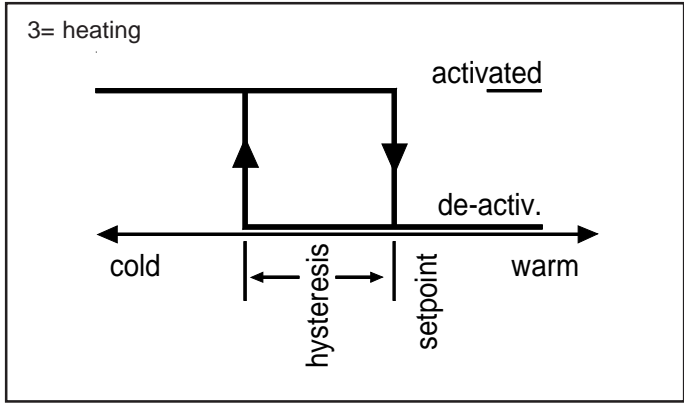 3= heating
activated
de-activ.
cold
warm
hysteresis
setpoint